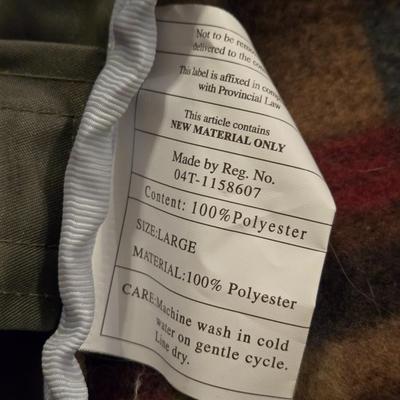 Not to be
delivered to the
This label is affixed in
with Provincial Law
This article contains
NEW MATERIAL ONLY
Made by Reg. No.
04T-1158607
Content: 100%Polyester
SIZE:LARGE
MATERIAL:100% Polyester
CARE:Machine wash in cold
water on gentle cycle.
Line dry.